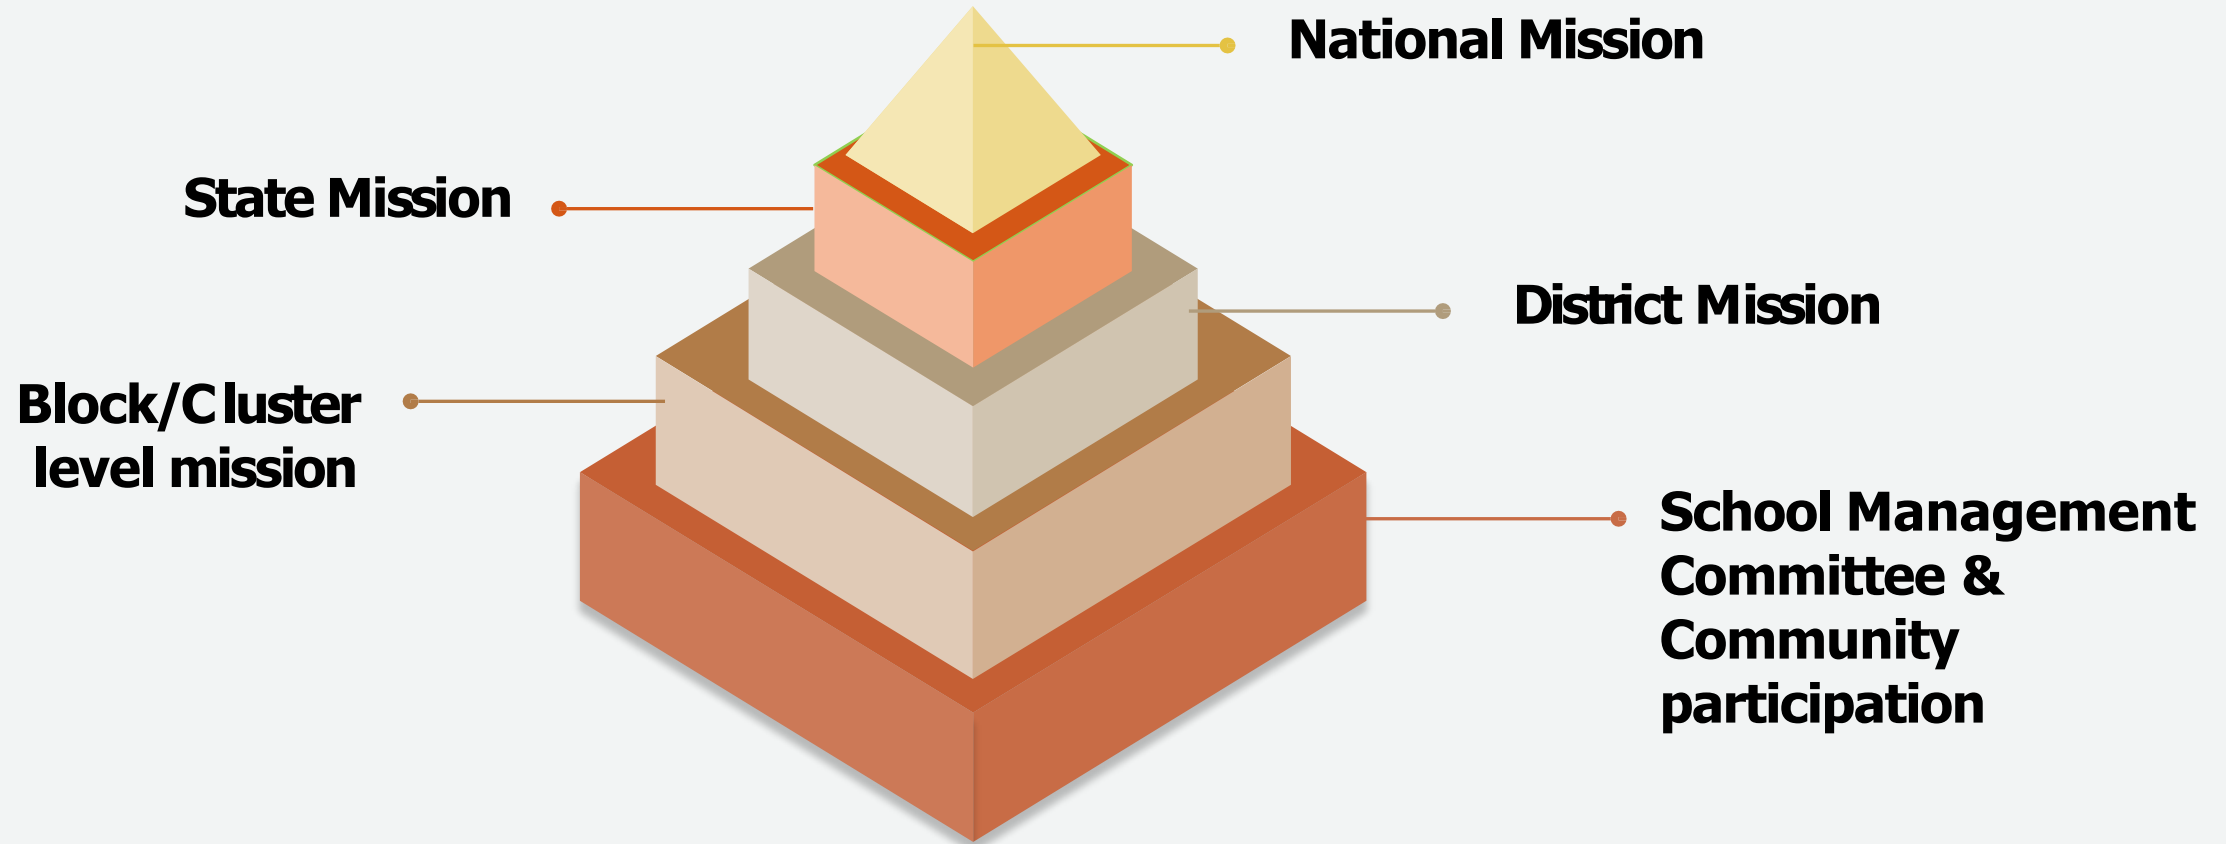 National Mission
State Mission
District Mission
Block/Cluster
level mission
School Management
Committee &
Community
participation